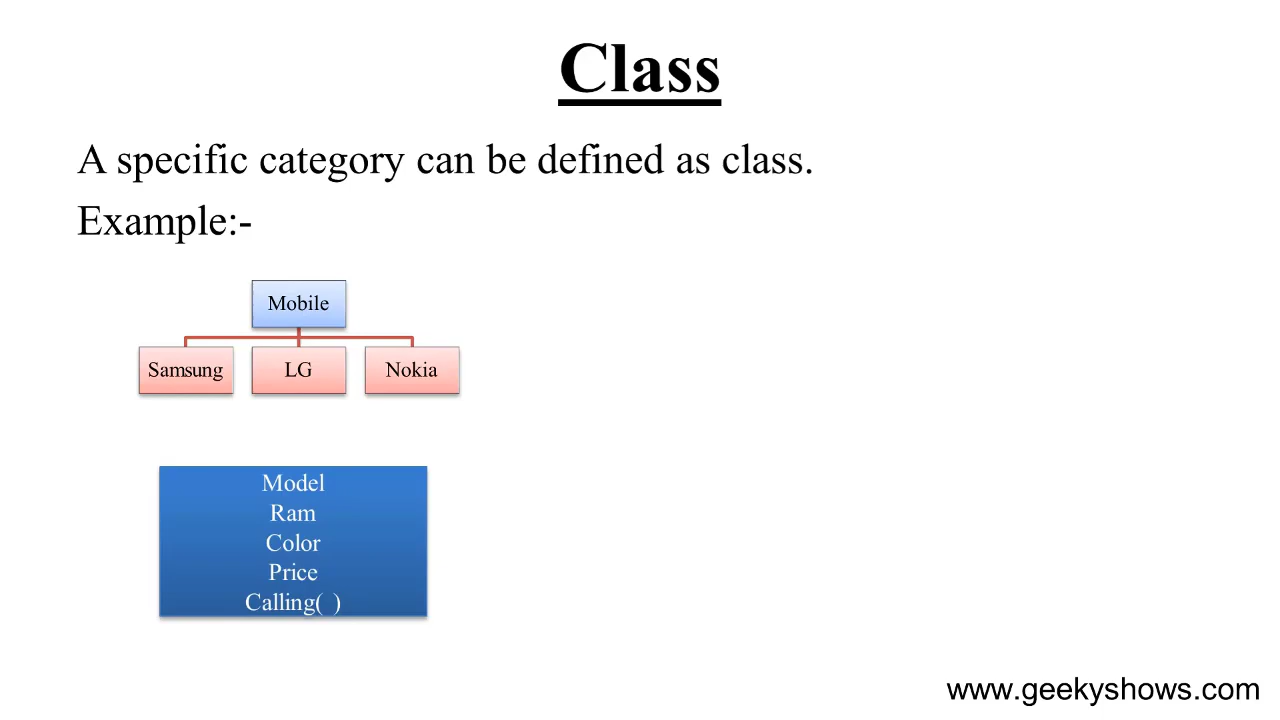 Class
A specific category can be defined as class.
Example:-
Mobile
Samsung
LG
Nokia
Model
Ram
Color
Price
Calling( )
www.geekyshows.com